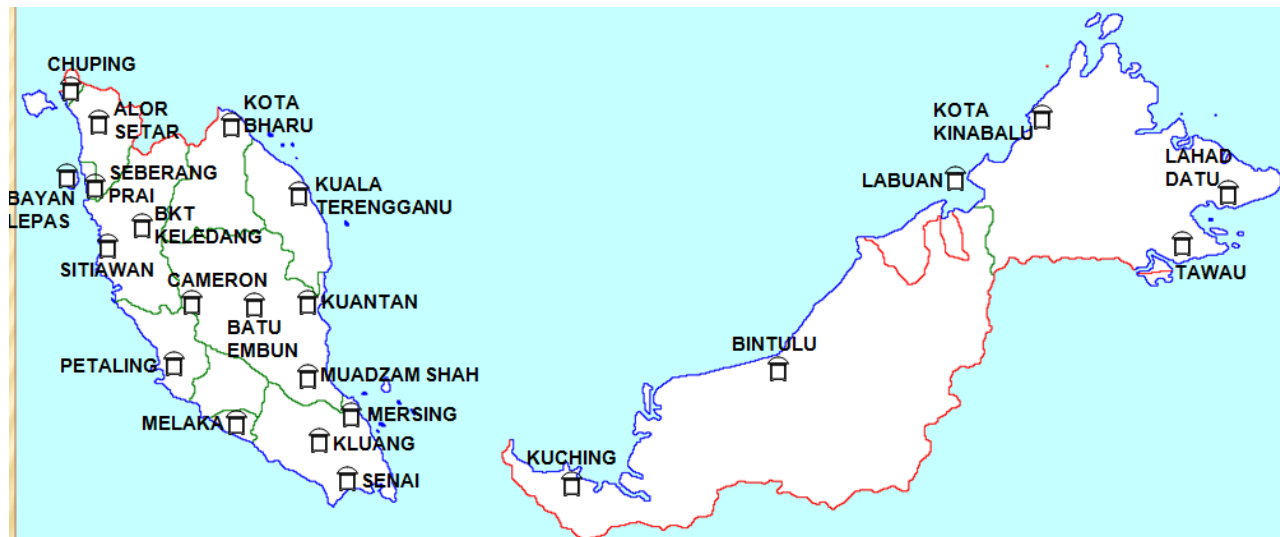 CHUPING
ALOR
SETAR
KOTA
BHARU
SEBERANG
PRAI
BAYAN
LEPAS
KUALA
TERENGGANU
BKT
KELEDANG
SITIAWAN
CAMERON
KUANTAN
BATU
EMBUN
PETALING
MUADZAM SHAH
MELAKA
MERSING
KLUANG
SENAI
KOTA
KINABALU
LABUAN
LAHAD
DATU
TAWAU
BINTULU
KUCHING